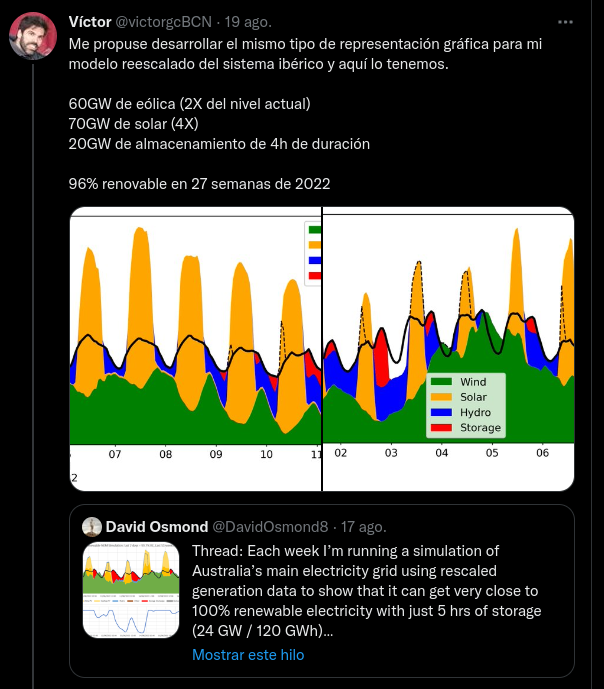 Víctor @victorgcBCN · 19 ago.
Me propuse desarrollar el mismo tipo de representación gráfica para mi
modelo reescalado del sistema ibérico y aquí lo tenemos.
60GW de eólica (2X del nivel actual)
70GW de solar (4X)
20GW de almacenamiento de 4h de duración
96% renovable en 27 semanas de 2022
07 08 09 10 11
2
Wind
Solar
Hydro
Storage
02 03 04 05 06
David Osmond @DavidOsmond8 · 17 ago.
Thread: Each week I'm running a simulation of
Australia's main electricity grid using rescaled
generation data to show that it can get very close to
100% renewable electricity with just 5 hrs of storage
(24 GW / 120 GWh)...
Mostrar este hilo